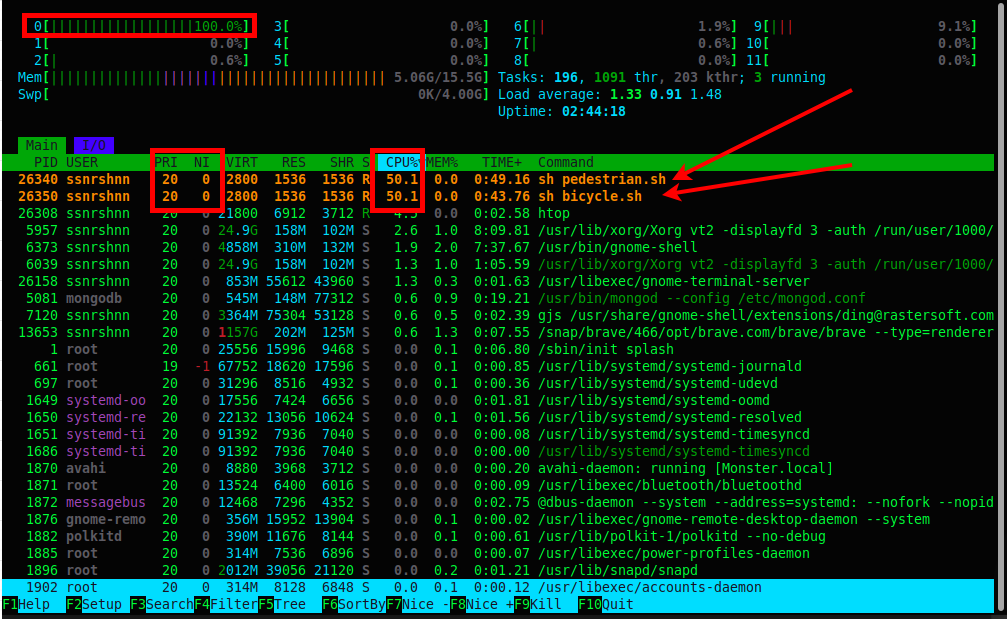 0[||||||||||||||||||100.0%] 3[ 0.0%] 6[|| 1.9%] 9[||| 9.1%]
1[ 0.0%] 4[ 0.0%] 7[| 0.6%] 10[ 0.0%]
2[| 0.6%] 5[ 0.0%] 8[ 0.0%] 11[ 0.0%]
Mem[|||||||||||||||||||||||||||||||||||||||||| 5.06G/15.5G] Tasks: 196, 1091 thr, 203 kthr; 3 running
Swp[ 0K/4.00G] Load average: 1.33 0.91 1.48
Uptime: 02:44:18
Main I/O
PID USER PRI NI VIRT RES SHR S CPU%▽MEM% TIME+ Command
26340 ssnrshnn 20 0 2800 1536 1536 R 50.1 0.0 0:49.16 sh pedestrian.sh
26350 ssnrshnn 20 0 2800 1536 1536 R 50.1 0.0 0:43.76 sh bicycle.sh
26308 ssnrshnn 20 0 21800 6912 3712 R 4.5 0.0 0:02.58 htop
5957 ssnrshnn 20 0 24.9G 158M 102M S 2.6 1.0 8:09.81 /usr/lib/xorg/Xorg vt2 -displayfd 3 -auth /run/user/1000/
6373 ssnrshnn 20 0 4858M 310M 132M S 1.9 2.0 7:37.67 /usr/bin/gnome-shell
6039 ssnrshnn 20 0 24.9G 158M 102M S 1.3 1.0 1:05.59 /usr/lib/xorg/Xorg vt2 -displayfd 3 -auth /run/user/1000/
26158 ssnrshnn 20 0 853M 55612 43960 S 1.3 0.3 0:01.63 /usr/libexec/gnome-terminal-server
5081 mongodb 20 0 545M 148M 77312 S 0.6 0.9 0:19.21 /usr/bin/mongod --config /etc/mongod.conf
7120 ssnrshnn 20 0 3364M 75304 53128 S 0.6 0.5 0:02.39 gjs /usr/share/gnome-shell/extensions/ding@rastersoft.com
13653 ssnrshnn 20 0 1157G 202M 125M S 0.6 1.3 0:07.55 /snap/brave/466/opt/brave.com/brave/brave --type=renderer
1 root 20 0 25556 15996 9468 S 0.0 0.1 0:06.80 /sbin/init splash
661 root 19 -1 67752 18620 17596 S 0.0 0.1 0:00.85 /usr/lib/systemd/systemd-journald
697 root 20 0 31296 8516 4932 S 0.0 0.1 0:00.36 /usr/lib/systemd/systemd-udevd
1649 systemd-oo 20 0 17556 7424 6656 S 0.0 0.0 0:01.81 /usr/lib/systemd/systemd-oomd
1650 systemd-re 20 0 22132 13056 10624 S 0.0 0.1 0:01.56 /usr/lib/systemd/systemd-resolved
1651 systemd-ti 20 0 91392 7936 7040 S 0.0 0.0 0:00.08 /usr/lib/systemd/systemd-timesyncd
1686 systemd-ti 20 0 91392 7936 7040 S 0.0 0.0 0:00.00 /usr/lib/systemd/systemd-timesyncd
1870 avahi 20 0 8880 3968 3712 S 0.0 0.0 0:00.20 avahi-daemon: running [Monster.local]
1871 root 20 0 13524 6400 6016 S 0.0 0.0 0:00.09 /usr/libexec/bluetooth/bluetoothd
1872 messagebus 20 0 12468 7296 4352 S 0.0 0.0 0:02.75 @dbus-daemon --system --address=systemd: --nofork --nopid
1876 gnome-remo 20 0 356M 15952 13904 S 0.0 0.1 0:00.02 /usr/libexec/gnome-remote-desktop-daemon --system
1882 polkitd 20 0 390M 11676 8144 S 0.0 0.1 0:00.61 /usr/lib/polkit-1/polkitd --no-debug
1885 root 20 0 314M 7536 6896 S 0.0 0.0 0:00.07 /usr/libexec/power-profiles-daemon
1896 root 20 0 2012M 39056 21120 S 0.0 0.2 0:01.21 /usr/lib/snapd/snapd
1902 root 20 0 314M 8128 6848 S 0.0 0.1 0:00.12 /usr/libexec/accounts-daemon
F1Help F2Setup F3SearchF4FilterF5Tree F6SortByF7Nice -F8Nice +F9Kill F10Quit